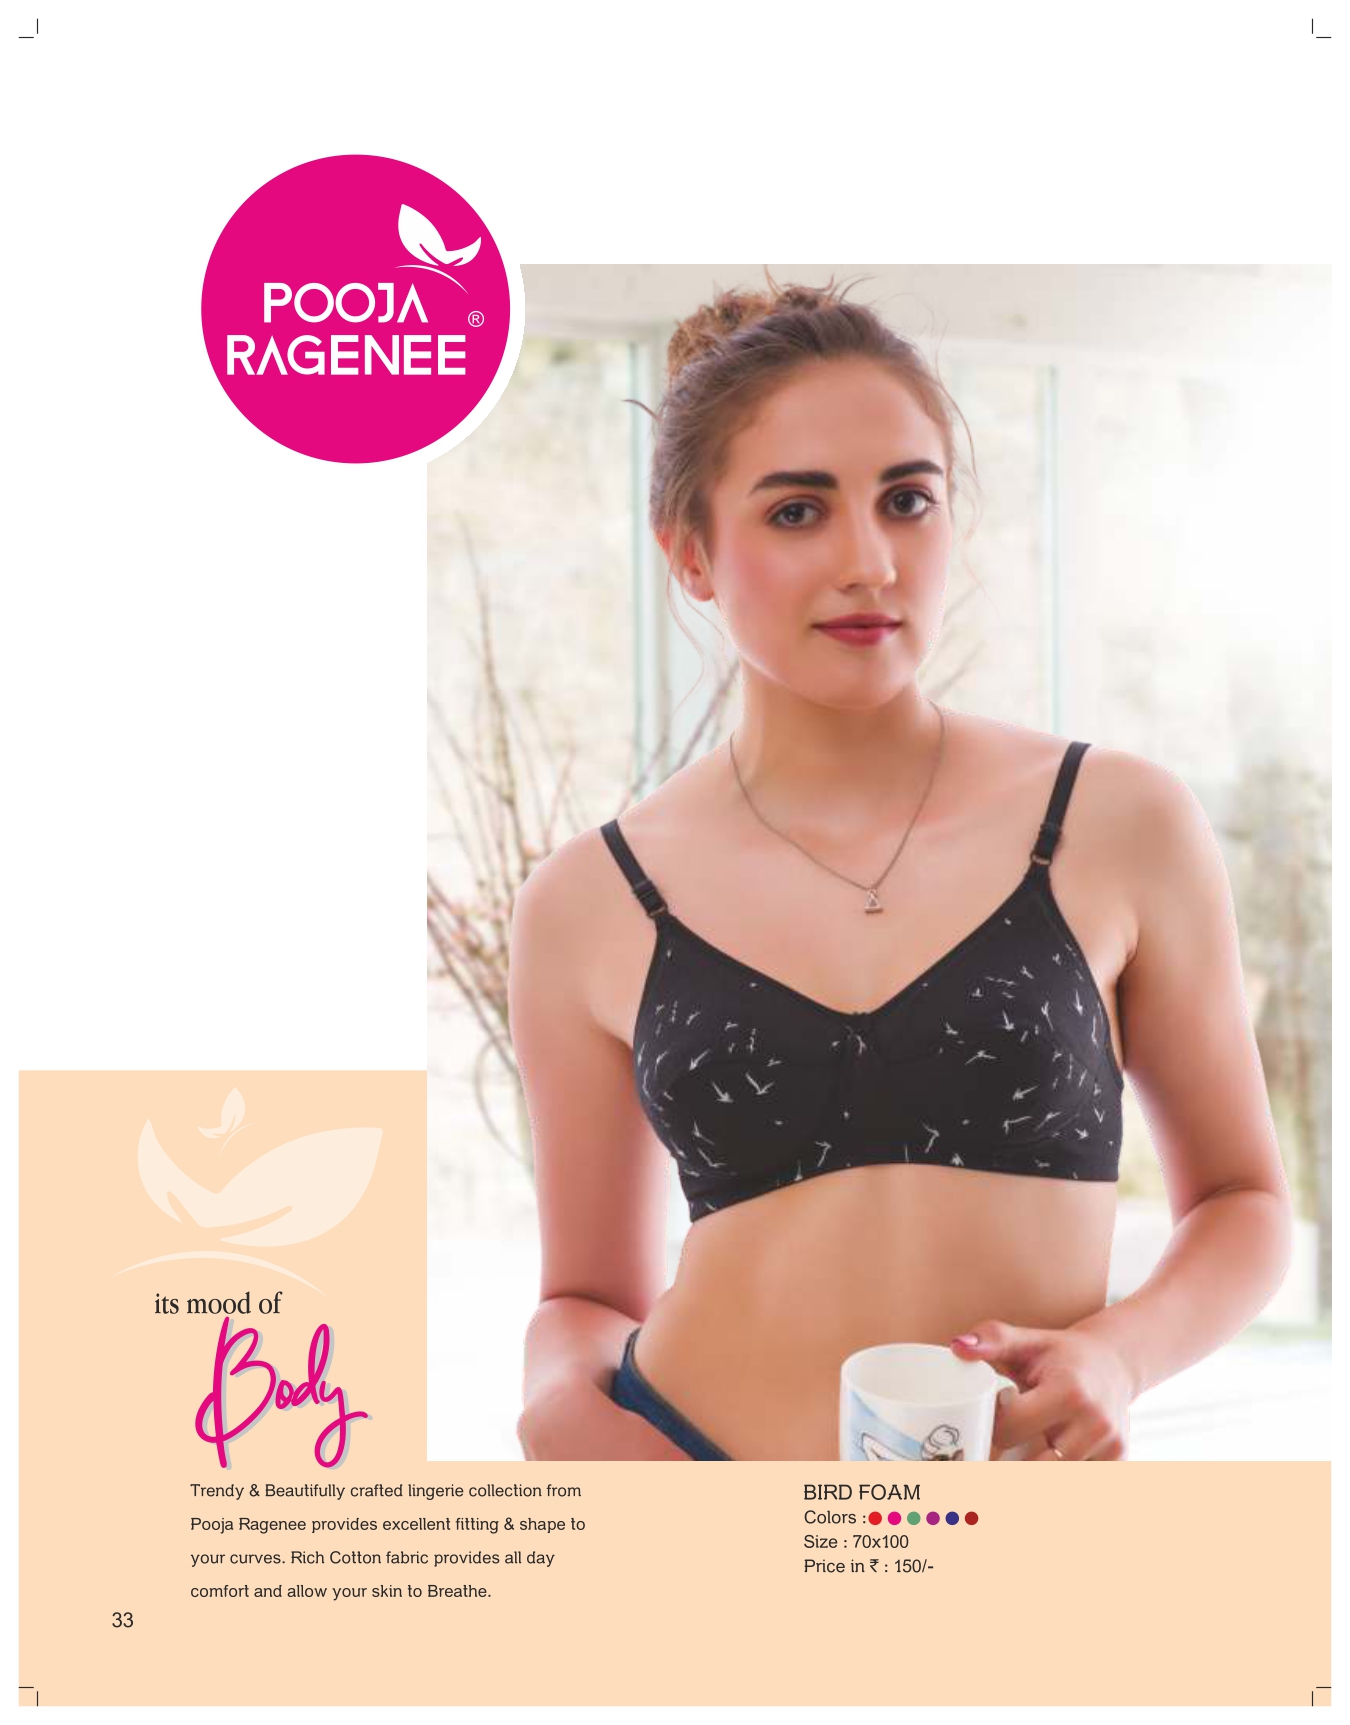 POOJA
RAGENEE ®
its mood of
Body
Trendy & Beautifully crafted lingerie collection from
Pooja Ragenee provides excellent fitting & shape to
your curves. Rich Cotton fabric provides all day
comfort and allow your skin to Breathe.
BIRD FOAM
Colors :
Size : 70x100
Price in ₹ : 150/-
33